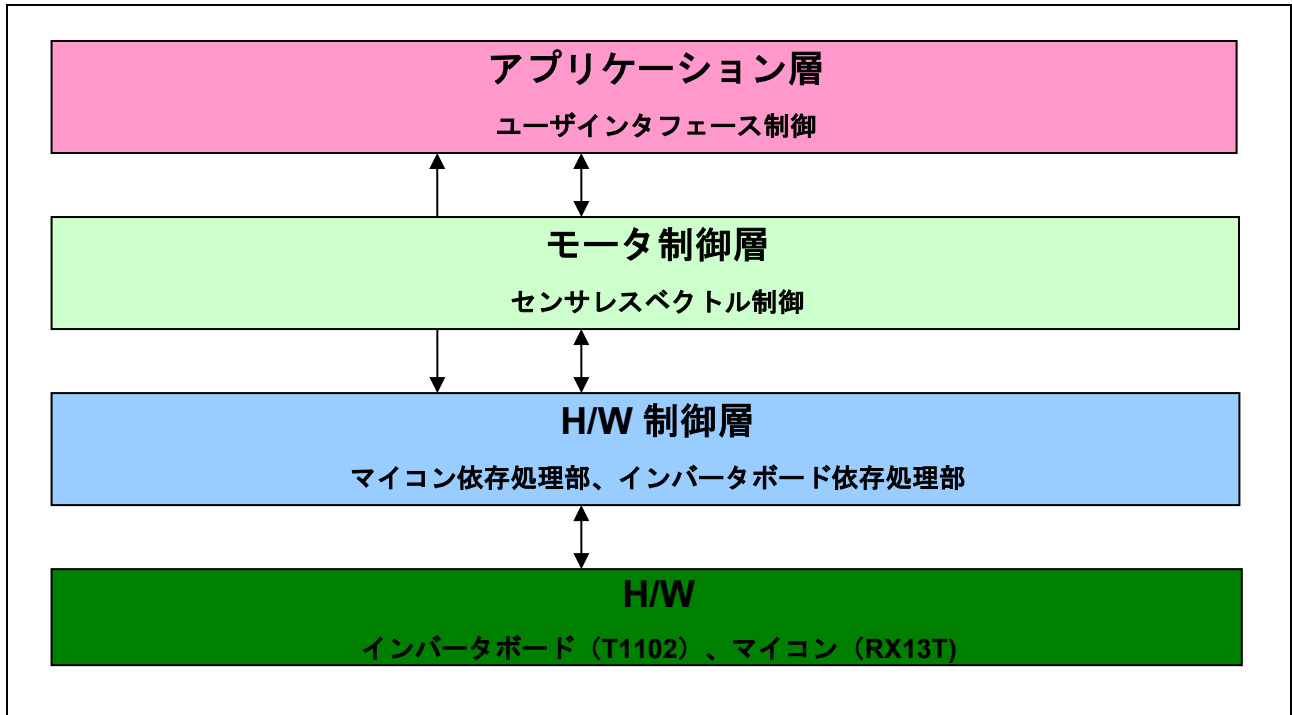 アプリケーション層
ユーザインタフェース制御
モータ制御層
センサレスベクトル制御
H/W 制御層
マイコン依存処理部、インバータボード依存処理部
H/W
インバータボード（T1102）、マイコン（RX13T)